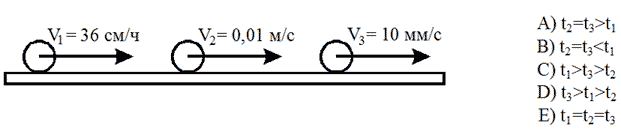 V₁ = 36 см/ч
V₂= 0,01 м/с
V₃= 10 мм/с
A) t₂=t₃>t₁
B) t₂=t₃<t₁
C) t₁>t₃>t₂
D) t₃>t₁>t₂
E) t₁=t₂=t₃